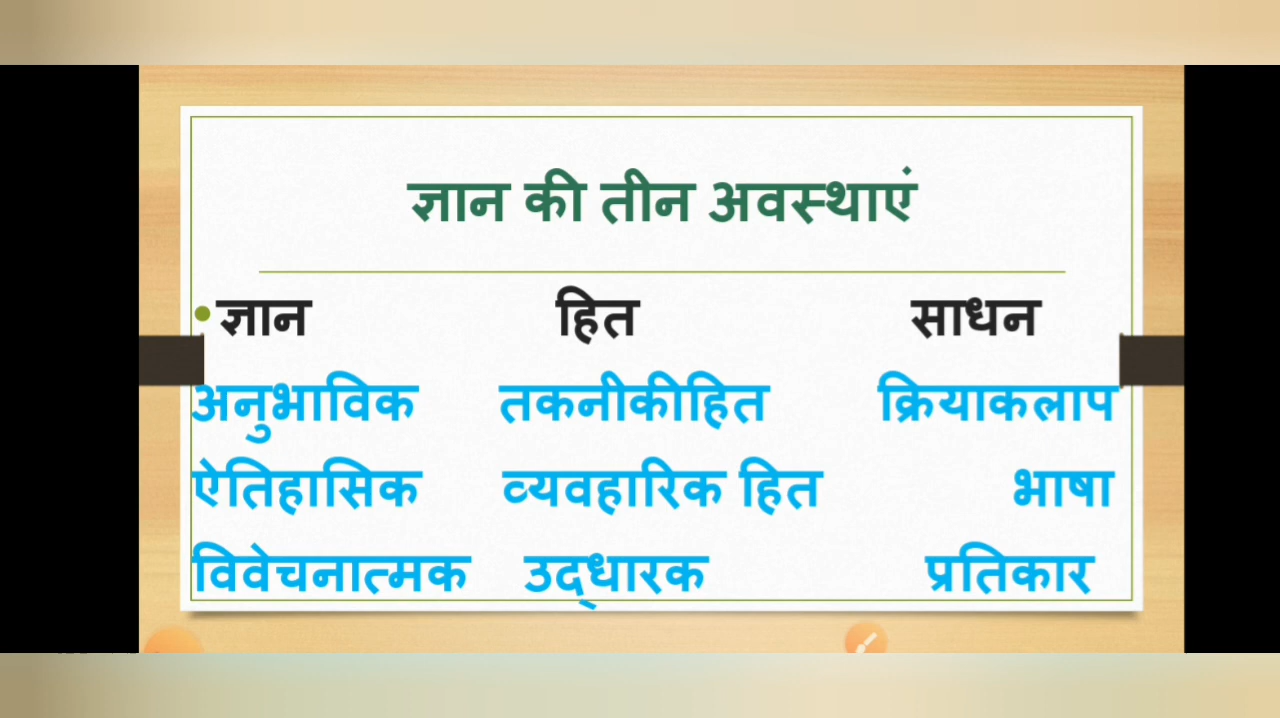 ज्ञान की तीन अवस्थाएं
• ज्ञान हित साधन
अनुभाविक तकनीकीहित क्रियाकलाप
ऐतिहासिक व्यवहारिक हित भाषा
विवेचनात्मक उद्धारक प्रतिकार